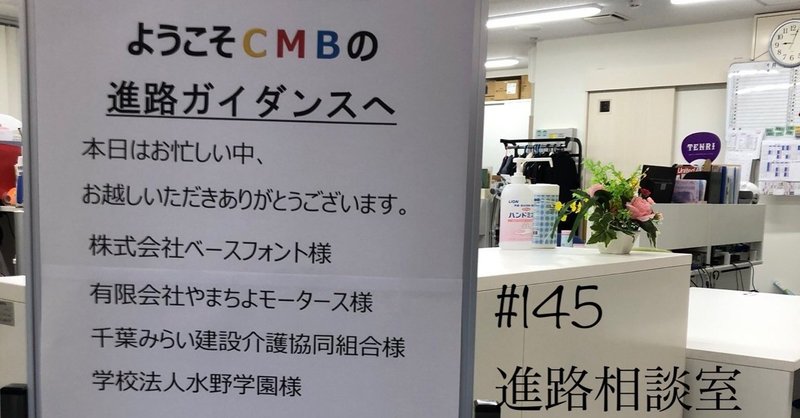 ようこそCMBの
進路ガイダンスへ
本日はお忙しい中、
お越しいただきありがとうございます。
株式会社ベースフォント様
有限会社やまちよモータース様
千葉みらい建設介護協同組合様
学校法人水野学園様
TENRI
United
LION
#145
進路相談室